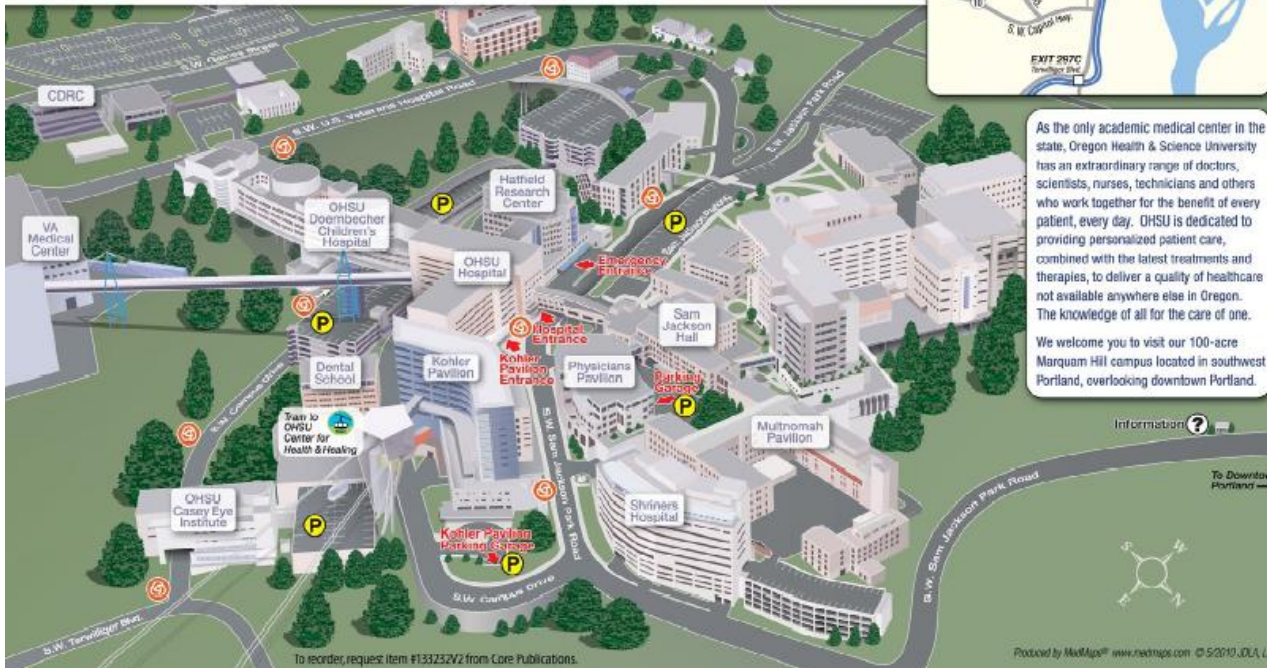 10
S.W. Capitol Hwy.
EXIT 297C
Terwilliger Blvd.
S.W. Gaines Street
CDRC
S.W. U.S. Veterans Hospital Road
S.W. Sam Jackson Park Road
VA
Medical
Center
OHSU
Doernbecher
Children's
Hospital
P
Hatfield
Research
Center
P
OHSU
Hospital
Emergency
Entrance
Hospital
Entrance
Kohler
Pavilion
Entrance
Sam
Jackson
Hall
P
Dental
School
Kohler
Pavilion
Physicians
Pavilion
Parking
Garage
P
Tram to
OHSU
Center for
Health & Healing
S.W. Campus Drive
Multnomah
Pavilion
OHSU
Casey Eye
Institute
P
Shriners
Hospital
S.W. Sam Jackson Park Road
Kohler Pavilion
Parking Garage
P
S.W. Campus Drive
S.W. Terwilliger Blvd.
S.W. Sam Jackson Park Road
As the only academic medical center in the
state, Oregon Health & Science University
has an extraordinary range of doctors,
scientists, nurses, technicians and others
who work together for the benefit of every
patient, every day. OHSU is dedicated to
providing personalized patient care,
combined with the latest treatments and
therapies, to deliver a quality of healthcare
not available anywhere else in Oregon.
The knowledge of all for the care of one.
We welcome you to visit our 100-acre
Marquam Hill campus located in southwest
Portland, overlooking downtown Portland.
Information ?
To Downtow
Portland
S W
E N
To reorder, request item #133232V2 from Core Publications.
Produced by MedMaps® www.medmaps.com © 5/2010 JDLA, L